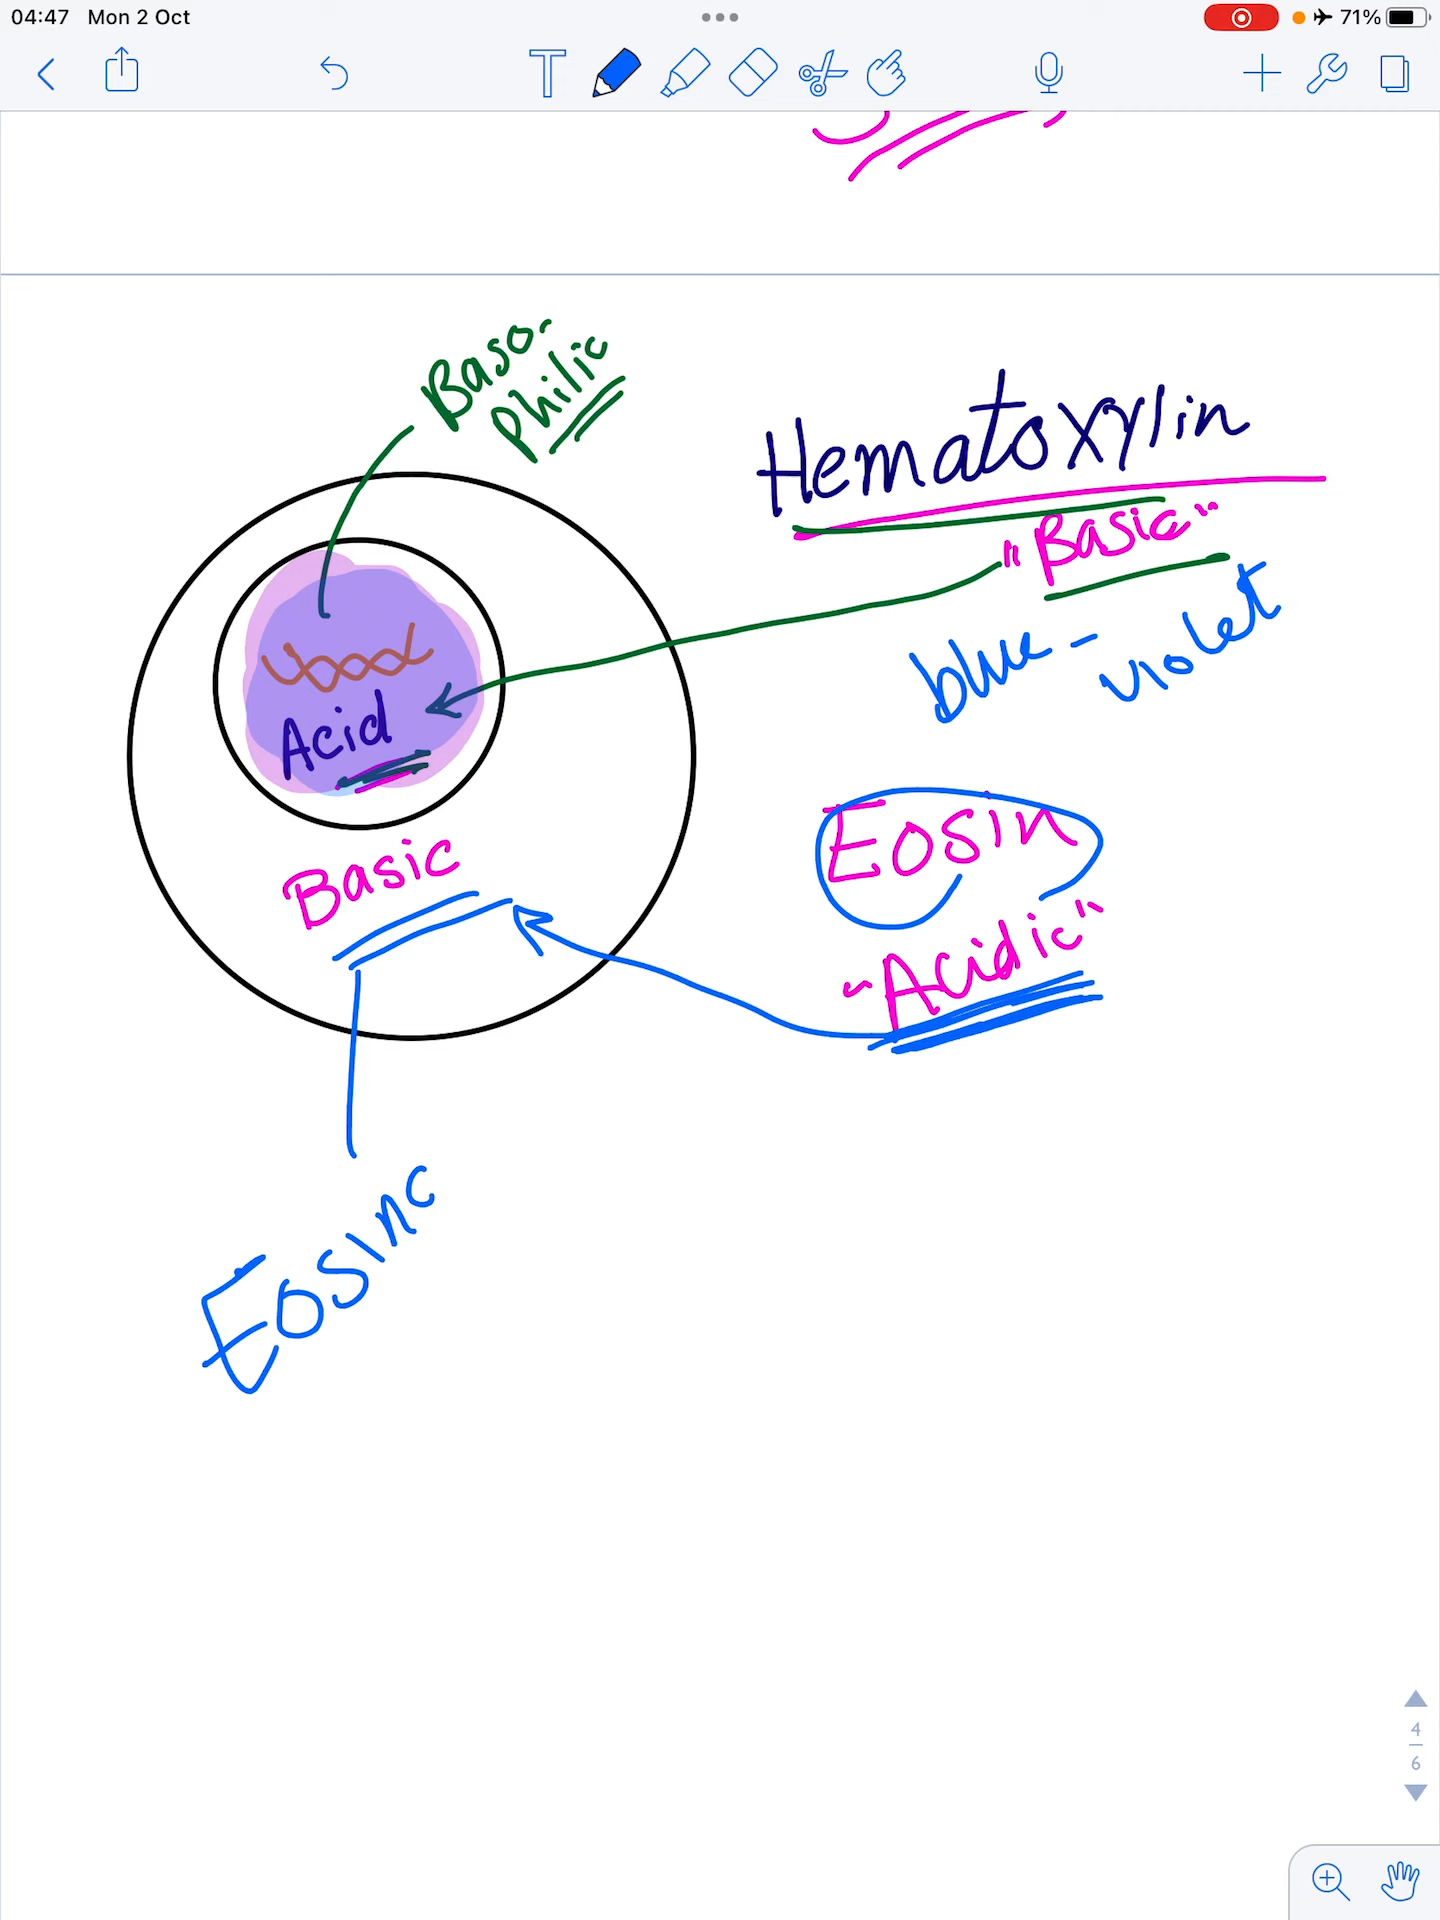 04:47 Mon 2 Oct
71%
T
Baso-
philic
Hematoxylin
"Basic"
blue-
violet
Acid
Basic
Eosin
"Acidic"
Eosinc
4
6